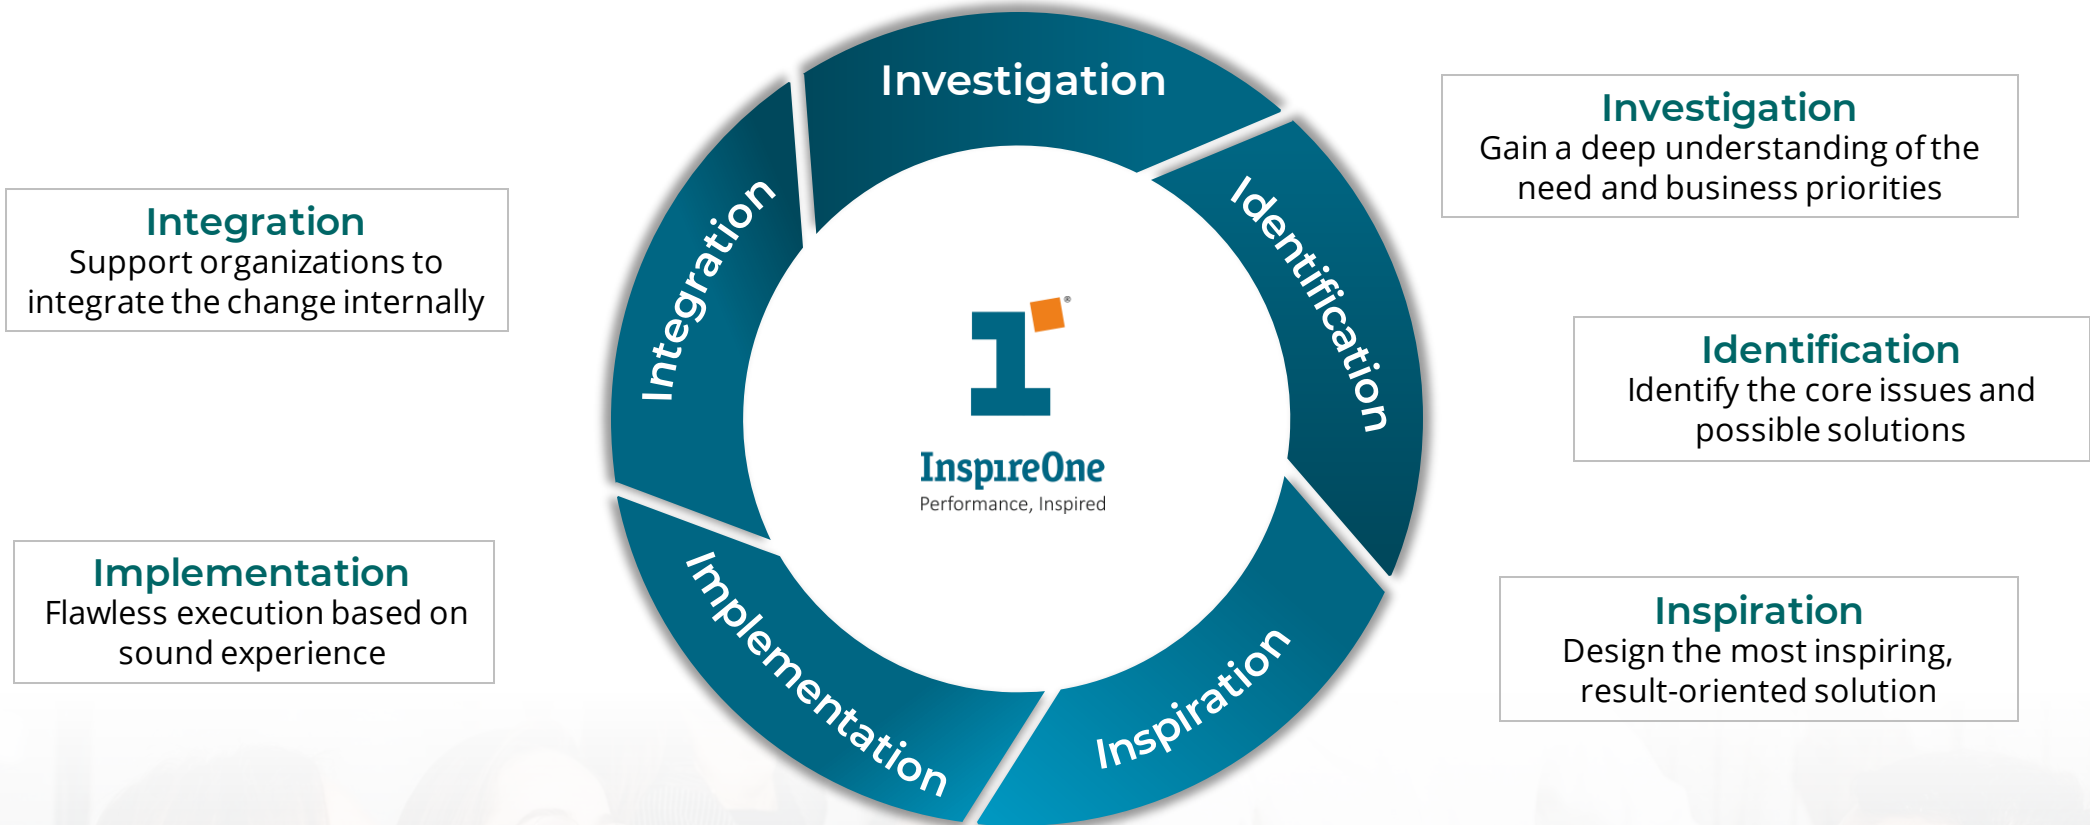 Investigation
Identification
Inspiration
Implementation
Integration
1®
InspireOne
Performance, Inspired
Investigation
Gain a deep understanding of the
need and business priorities
Identification
Identify the core issues and
possible solutions
Inspiration
Design the most inspiring,
result-oriented solution
Implementation
Flawless execution based on
sound experience
Integration
Support organizations to
integrate the change internally